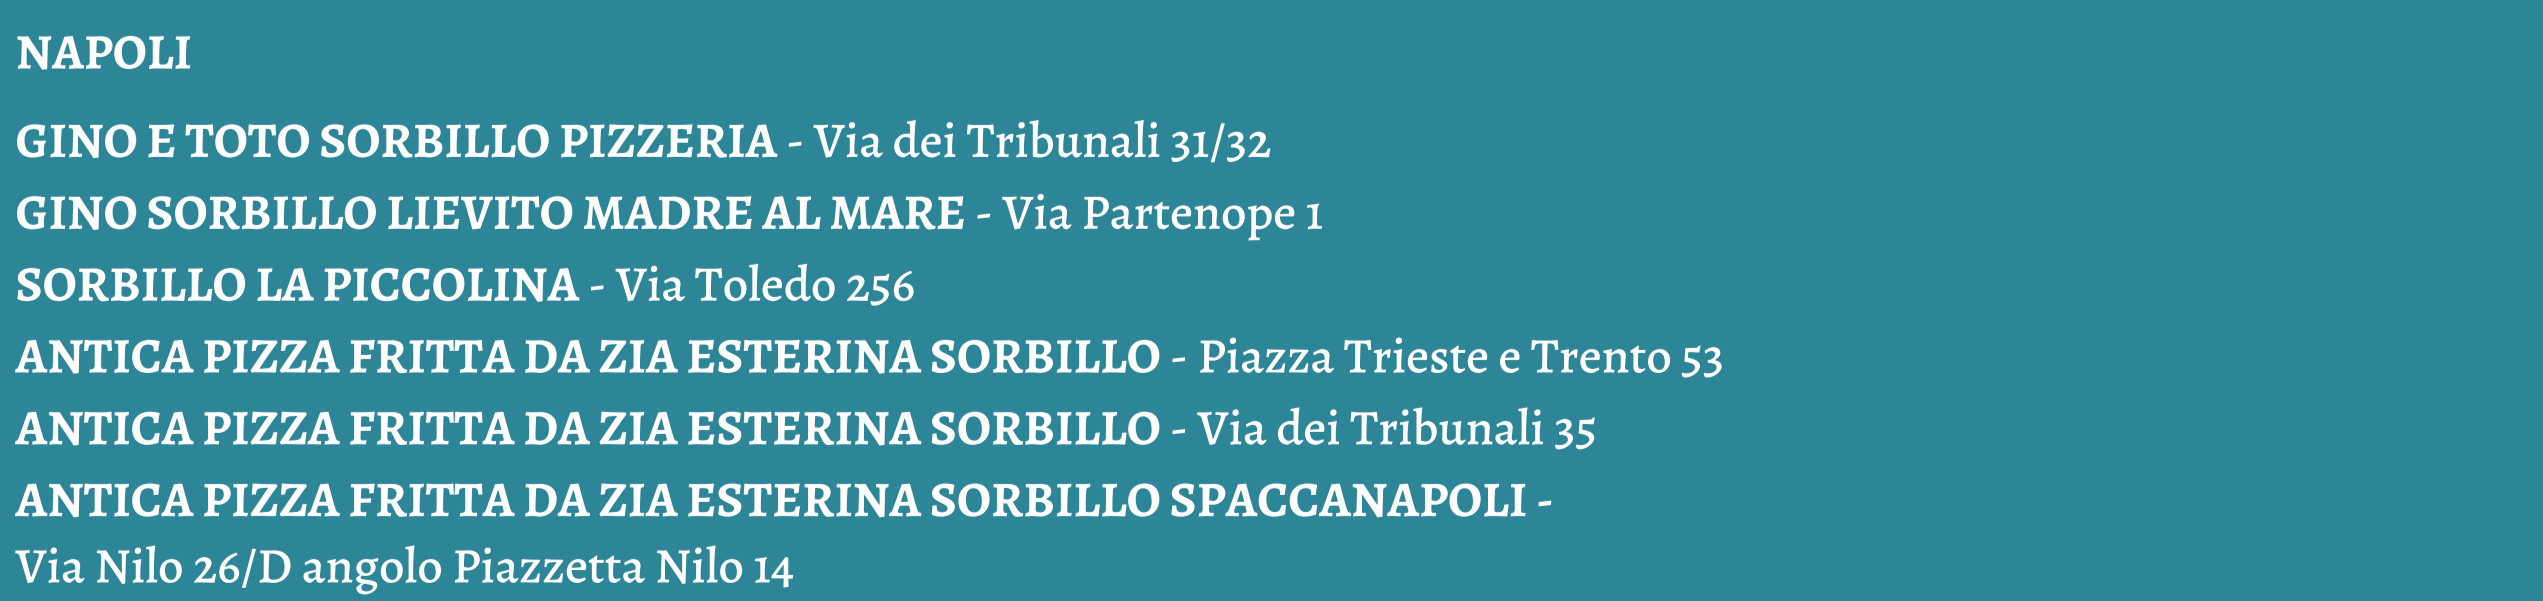 NAPOLI
GINO E TOTO SORBILLO PIZZERIA - Via dei Tribunali 31/32
GINO SORBILLO LIEVITO MADRE AL MARE - Via Partenope 1
SORBILLO LA PICCOLINA - Via Toledo 256
ANTICA PIZZA FRITTA DA ZIA ESTERINA SORBILLO - Piazza Trieste e Trento 53
ANTICA PIZZA FRITTA DA ZIA ESTERINA SORBILLO - Via dei Tribunali 35
ANTICA PIZZA FRITTA DA ZIA ESTERINA SORBILLO SPACCANAPOLI -
Via Nilo 26/D angolo Piazzetta Nilo 14